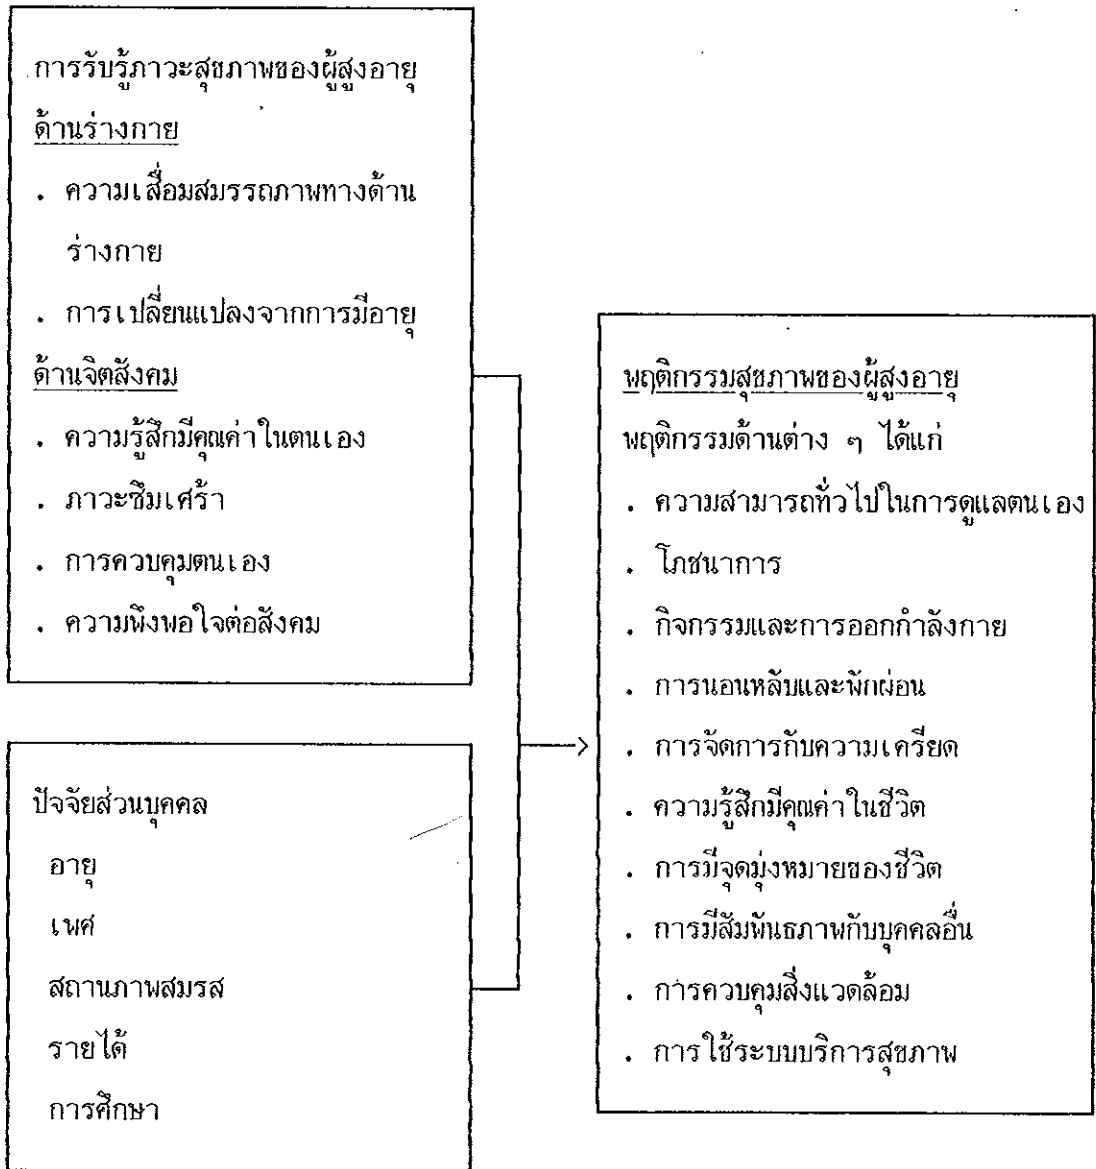 การรับรู้ภาวะสุขภาพของผู้สูงอายุ
ด้านร่างกาย
. ความเสื่อมสมรรถภาพทางด้าน
ร่างกาย
. การเปลี่ยนแปลงจากการมีอายุ
ด้านจิตสังคม
. ความรู้สึกมีคุณค่าในตนเอง
. ภาวะซึมเศร้า
. การควบคุมตนเอง
. ความพึงพอใจต่อสังคม
ปัจจัยส่วนบุคคล
อายุ
เพศ
สถานภาพสมรส
รายได้
การศึกษา
พฤติกรรมสุขภาพของผู้สูงอายุ
พฤติกรรมด้านต่าง ๆ ได้แก่
. ความสามารถทั่วไปในการดูแลตนเอง
. โภชนาการ
. กิจกรรมและการออกกำลังกาย
. การนอนหลับและพักผ่อน
. การจัดการกับความเครียด
. ความรู้สึกมีคุณค่าในชีวิต
. การมีจุดมุ่งหมายของชีวิต
. การมีสัมพันธภาพกับบุคคลอื่น
. การควบคุมสิ่งแวดล้อม
. การใช้ระบบบริการสุขภาพ